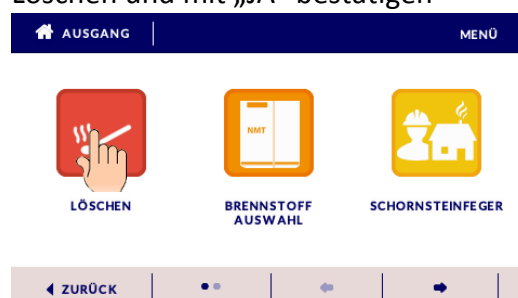 Löschen und mit „JA“ bestätigen
AUSGANG
MENÜ
NMT
LÖSCHEN
BRENNSTOFF
AUSWAHL
SCHORNSTEINFEGER
ZURÜCK